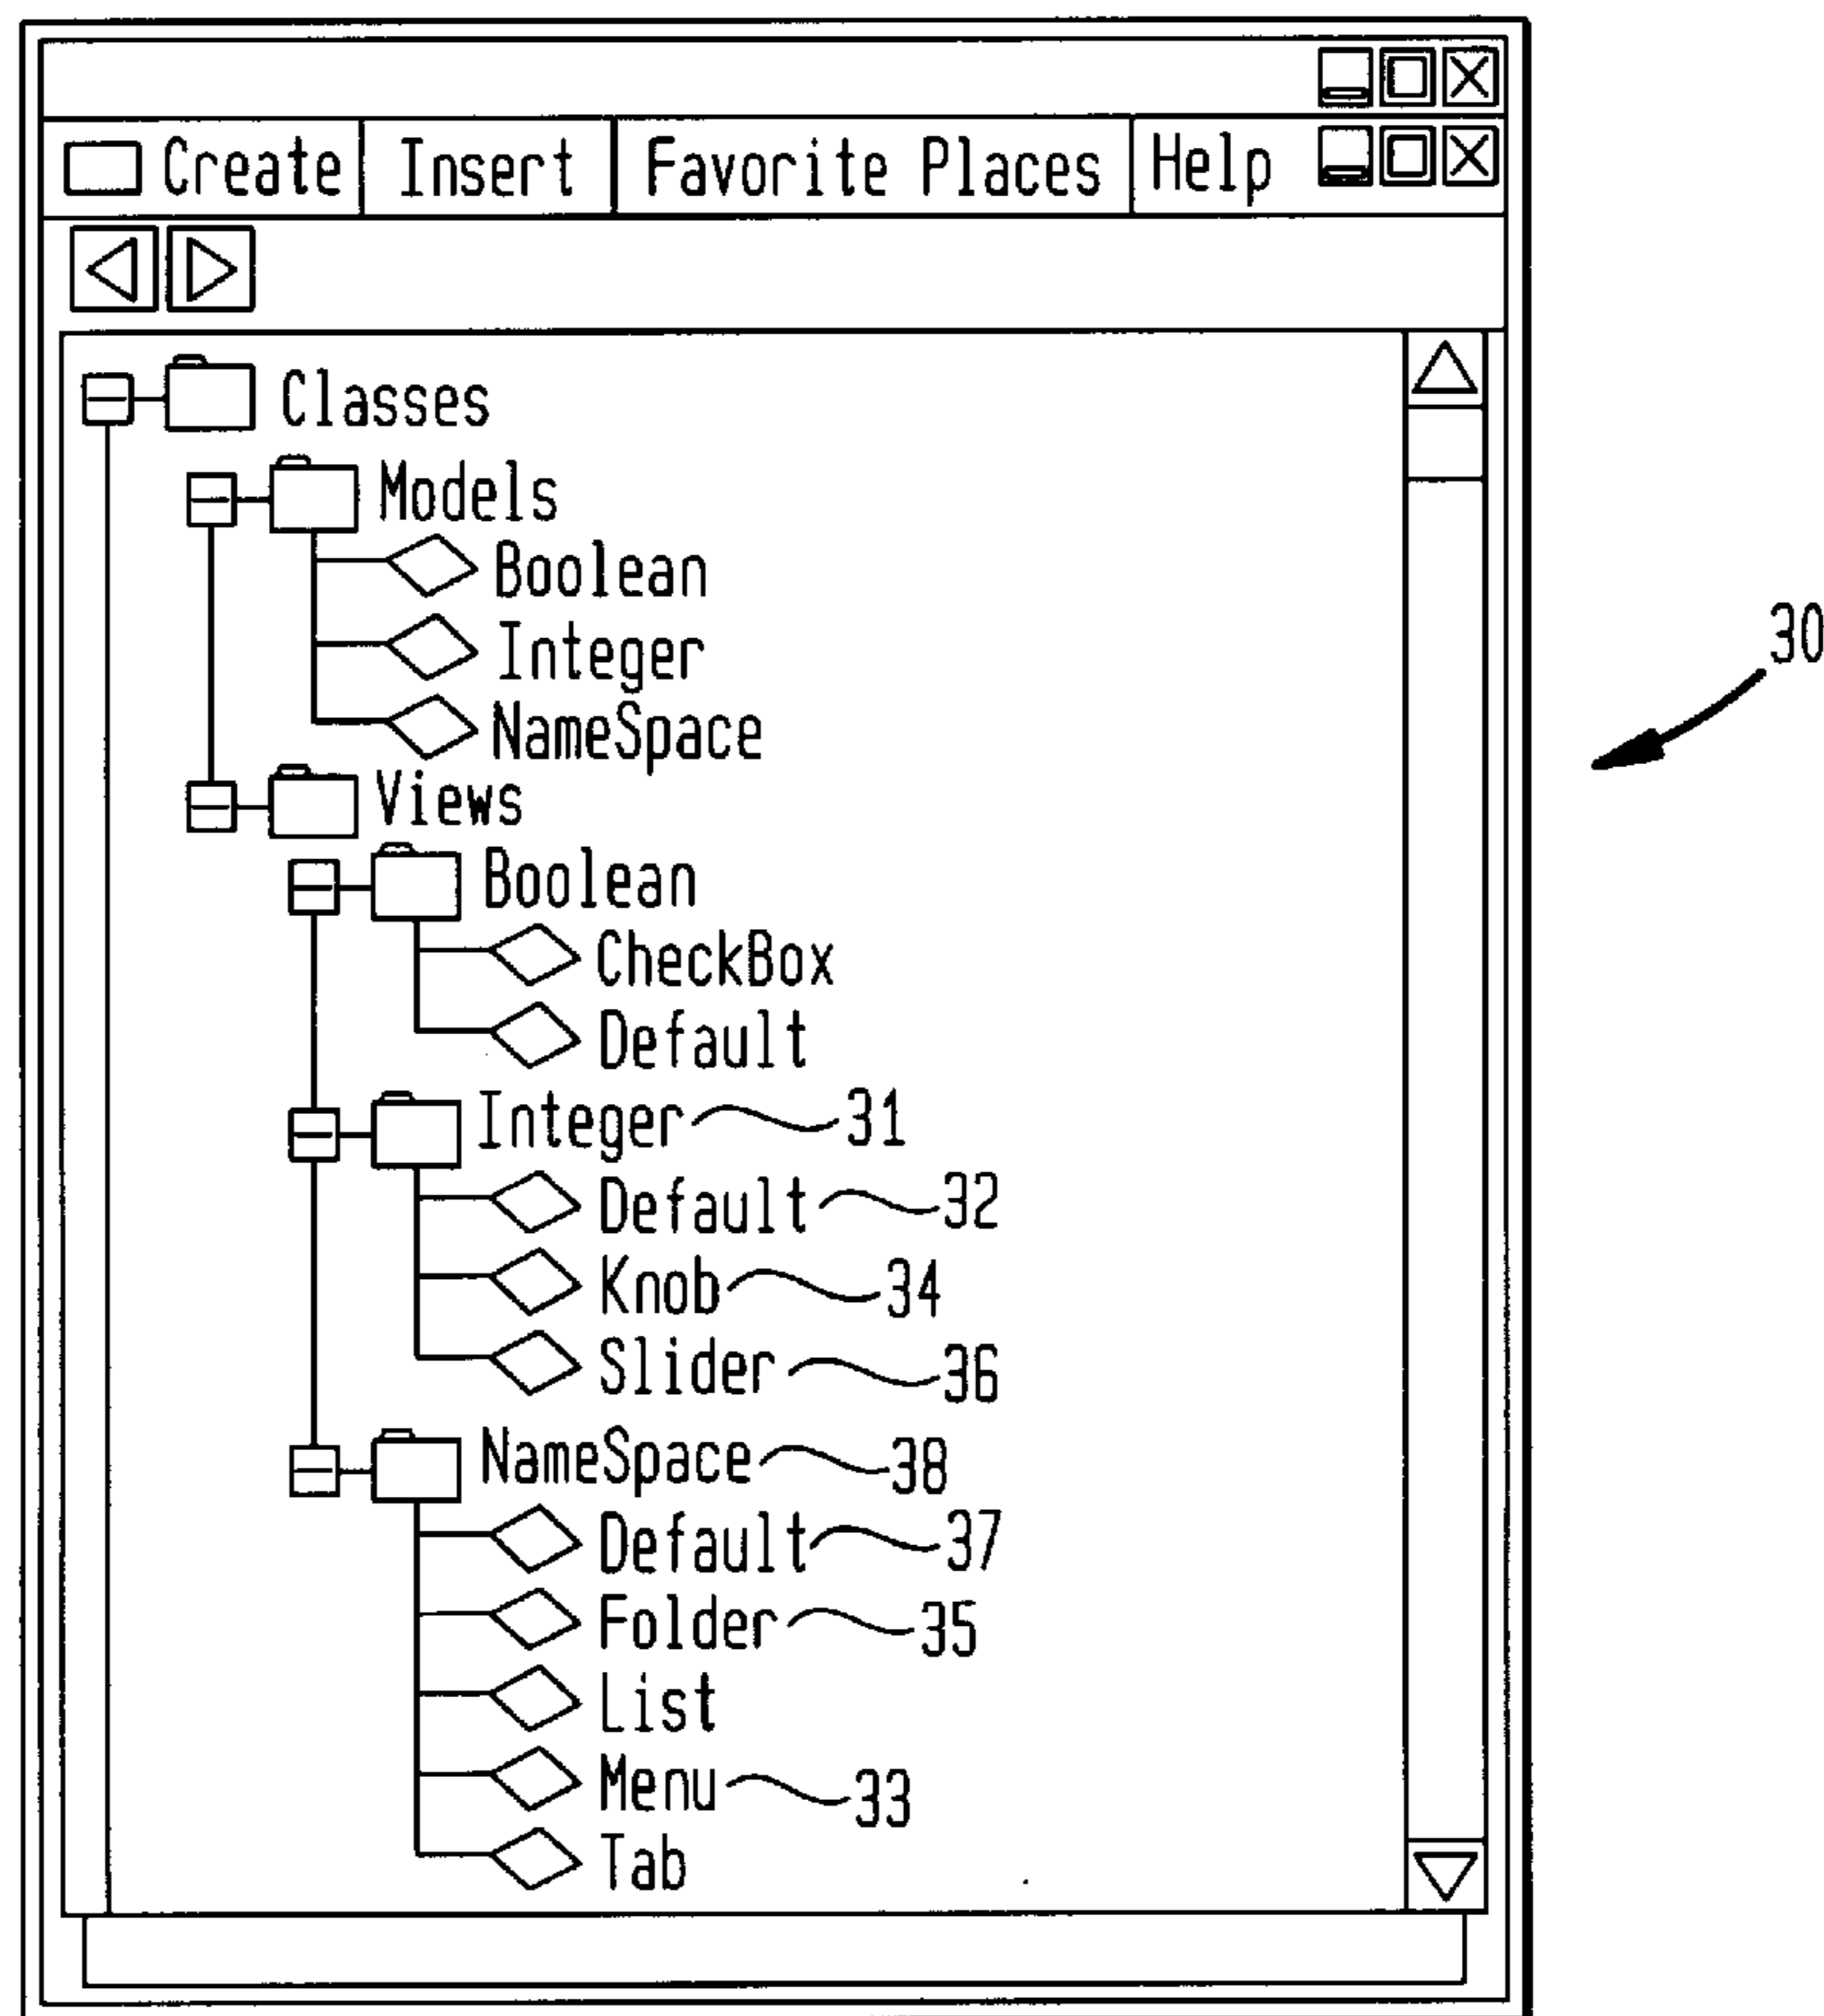 Create Insert Favorite Places Help
Classes
Models
Boolean
Integer
30
NameSpace
Views
Boolean
CheckBox
Default
Integer 31
Default 32
Knob 34
Slider 36
NameSpace 38
Default 37
Folder 35
List
Menu 33
Tab